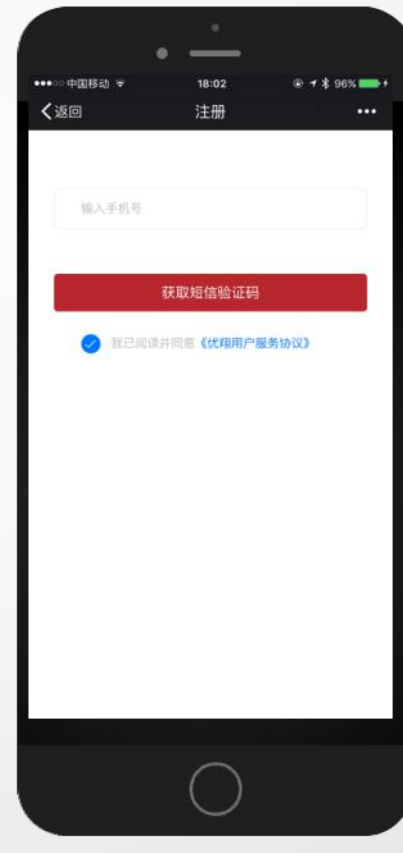 中国移动 18:02 96%
返回 注册
输入手机号
获取短信验证码
我已阅读并同意《优翔用户服务协议》